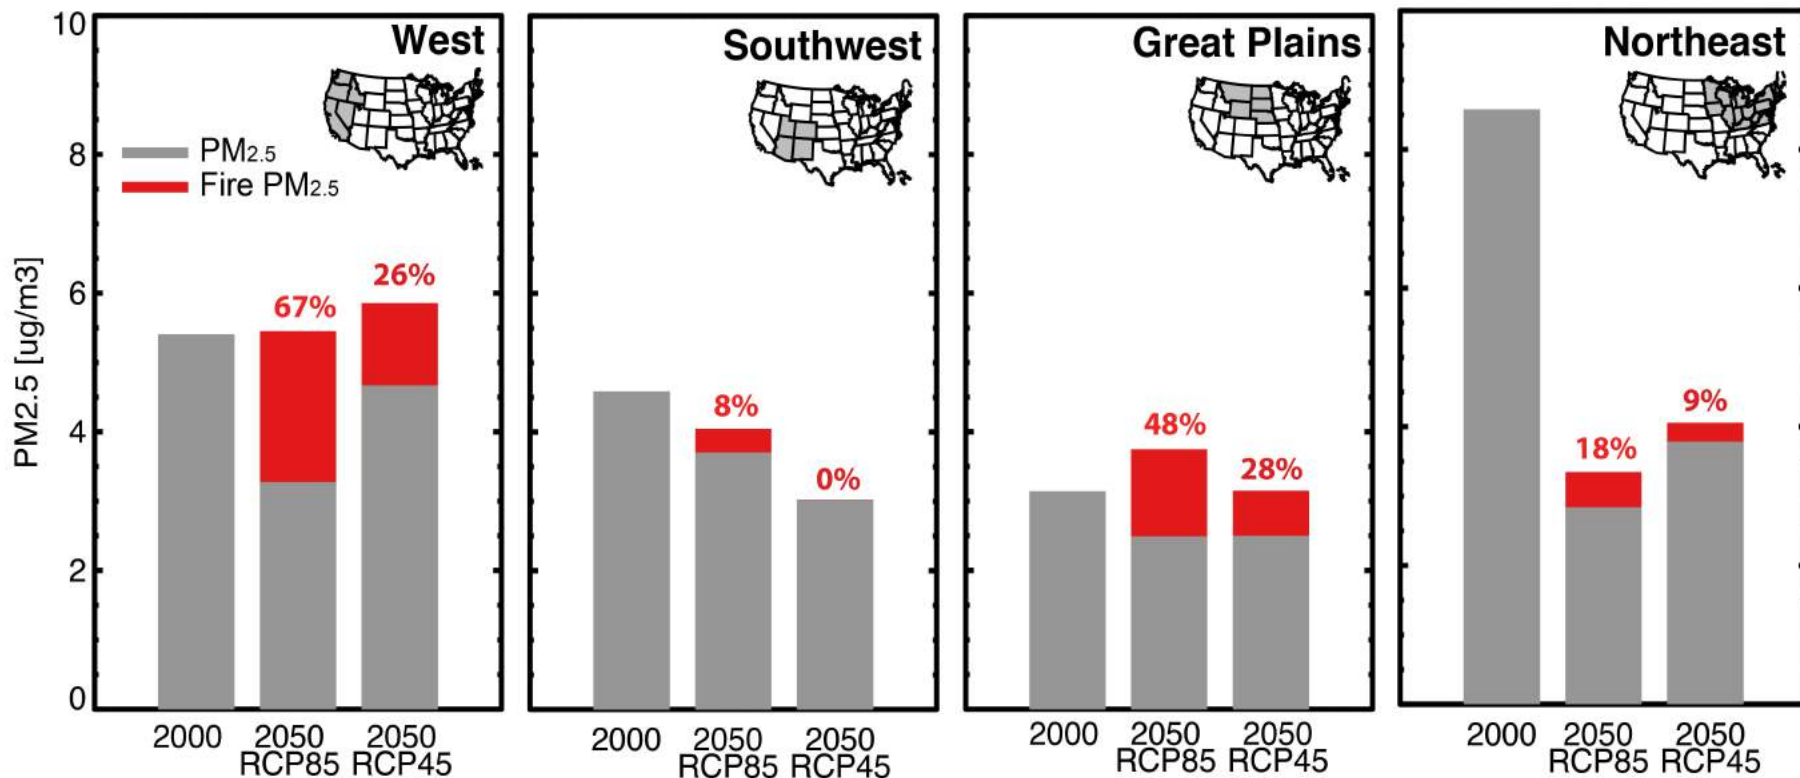 PM2.5 [ug/m3]
10
8
6
4
2
0
West
PM2.5
Fire PM2.5
67%
26%
2000
2050
RCP85
2050
RCP45
Southwest
8%
0%
2000
2050
RCP85
2050
RCP45
Great Plains
48%
28%
2000
2050
RCP85
2050
RCP45
Northeast
18%
9%
2000
2050
RCP85
2050
RCP45